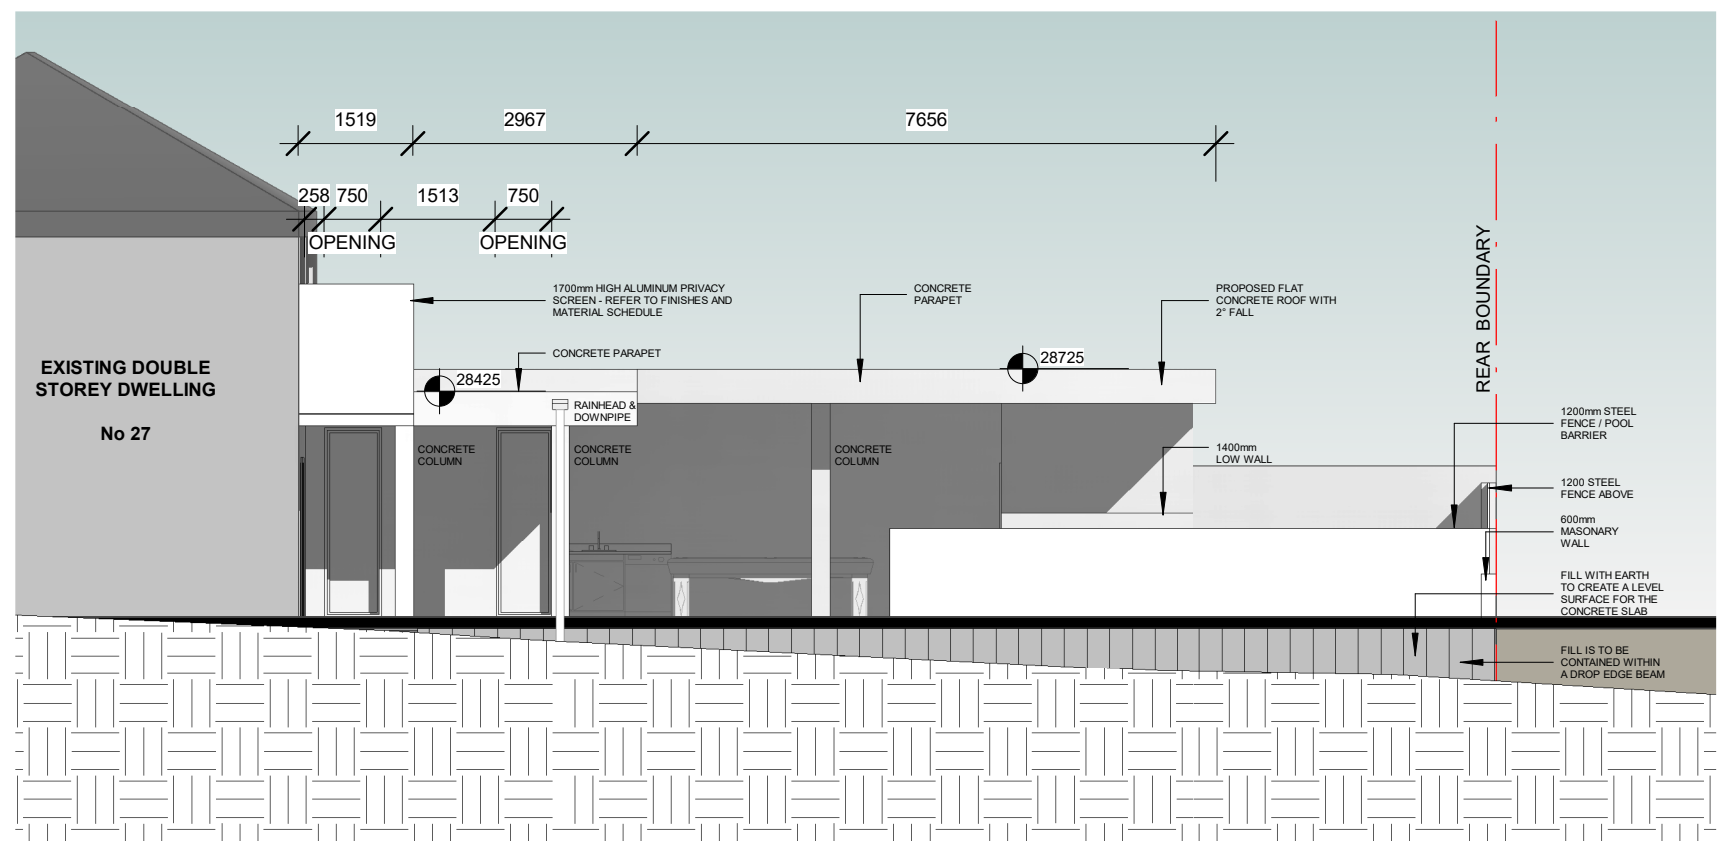 1519
2967
7656
258
750
1513
750
OPENING
OPENING
1700mm HIGH ALUMINUM PRIVACY
SCREEN - REFER TO FINISHES AND
MATERIAL SCHEDULE
CONCRETE
PARAPET
PROPOSED FLAT
CONCRETE ROOF WITH
2° FALL
REAR BOUNDARY
EXISTING DOUBLE
STOREY DWELLING
No 27
CONCRETE PARAPET
28425
28725
RAINHEAD &
DOWNPIPE
CONCRETE
COLUMN
CONCRETE
COLUMN
CONCRETE
COLUMN
1400mm
LOW WALL
1200mm STEEL
FENCE / POOL
BARRIER
1200 STEEL
FENCE ABOVE
600mm
MASONARY
WALL
FILL WITH EARTH
TO CREATE A LEVEL
SURFACE FOR THE
CONCRETE SLAB
FILL IS TO BE
CONTAINED WITHIN
A DROP EDGE BEAM